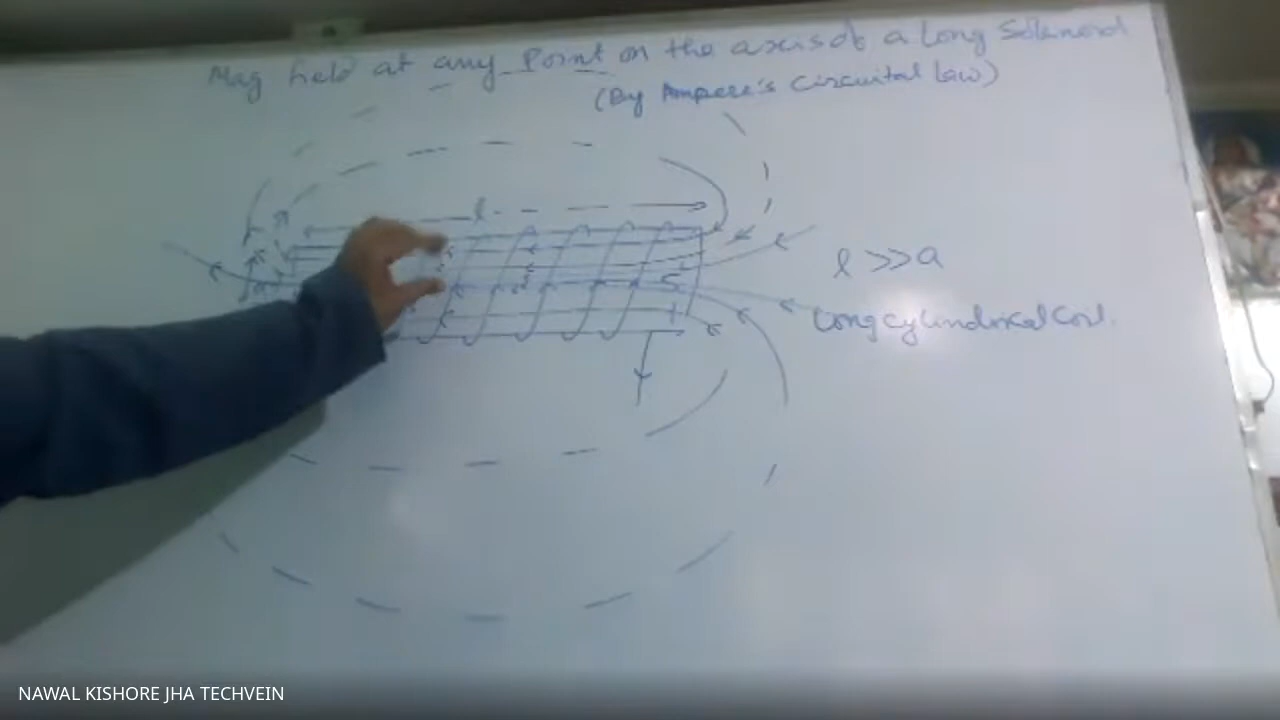 Mag field at any Point on the axis of a long Solenoid
(By Ampere's Circuital law)
l
l >> a
S
Long cylindrical Coil.
NAWAL KISHORE JHA TECHVEIN